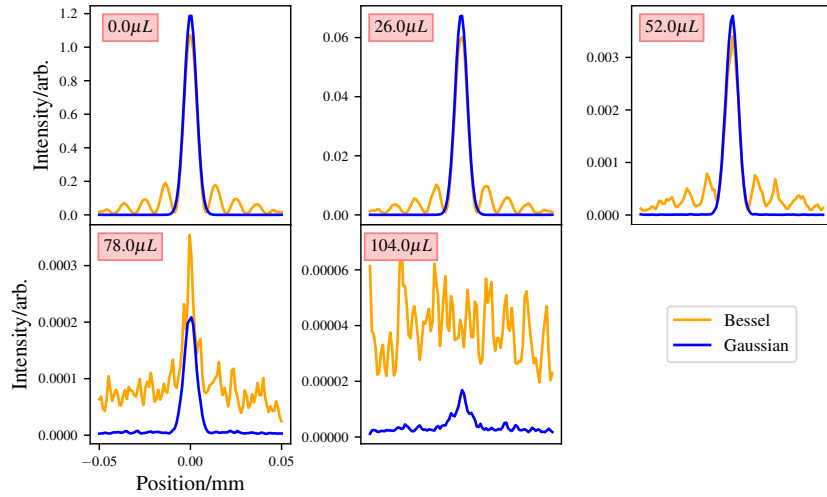 0.0μL
26.0μL
52.0μL
Intensity/arb.
1.2
1.0
0.8
0.6
0.4
0.2
0.0
0.06
0.04
0.02
0.00
0.003
0.002
0.001
0.000
78.0μL
104.0μL
Intensity/arb.
0.0003
0.0002
0.0001
0.0000
0.00006
0.00004
0.00002
0.00000
Bessel
Gaussian
−0.05
0.00
0.05
Position/mm